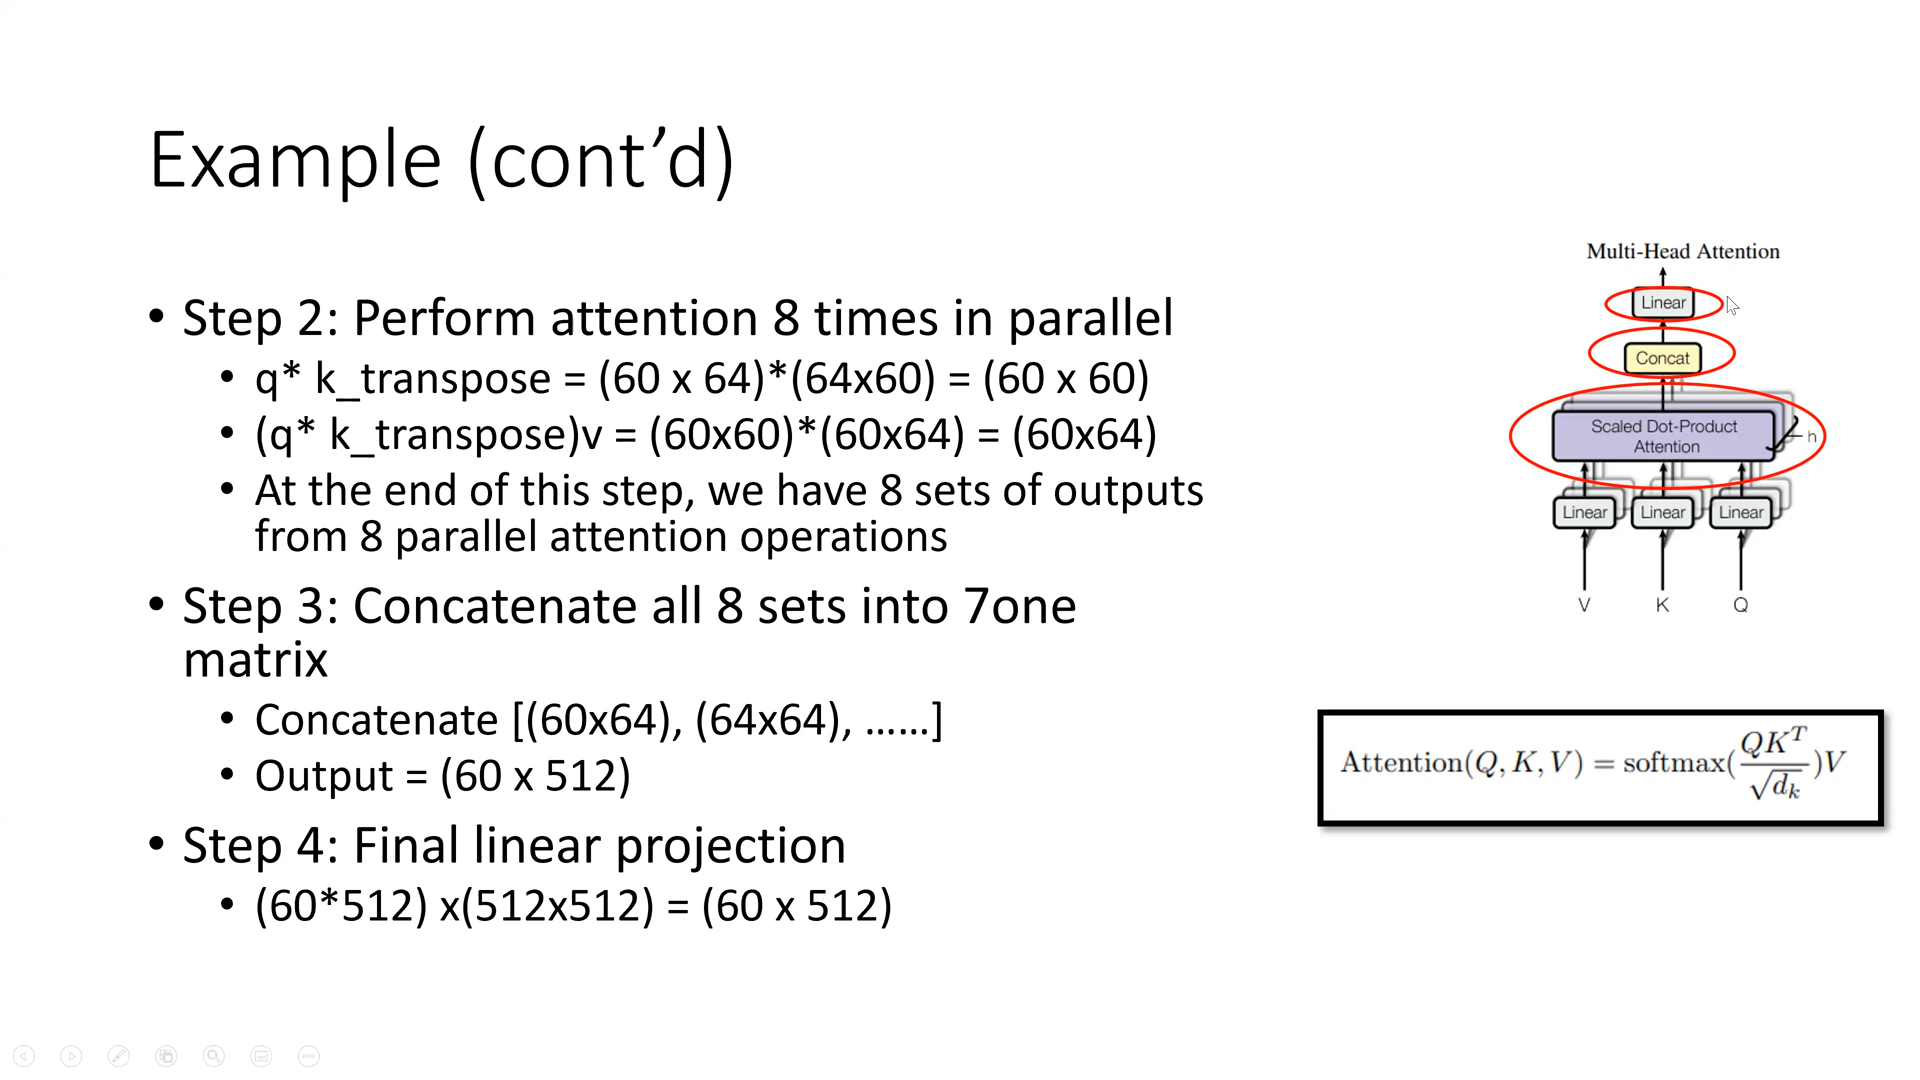 Example (cont’d)
• Step 2: Perform attention 8 times in parallel
• q* k_transpose = (60 x 64)*(64x60) = (60 x 60)
• (q* k_transpose)v = (60x60)*(60x64) = (60x64)
• At the end of this step, we have 8 sets of outputs
from 8 parallel attention operations
• Step 3: Concatenate all 8 sets into 7one
matrix
• Concatenate [(60x64), (64x64), ……]
• Output = (60 x 512)
• Step 4: Final linear projection
• (60*512) x(512x512) = (60 x 512)
Multi-Head Attention
Linear
Concat
Scaled Dot-Product
Attention
h
Linear Linear Linear
V K Q
Attention(Q, K, V) = softmax(QK^T/√d_k)V